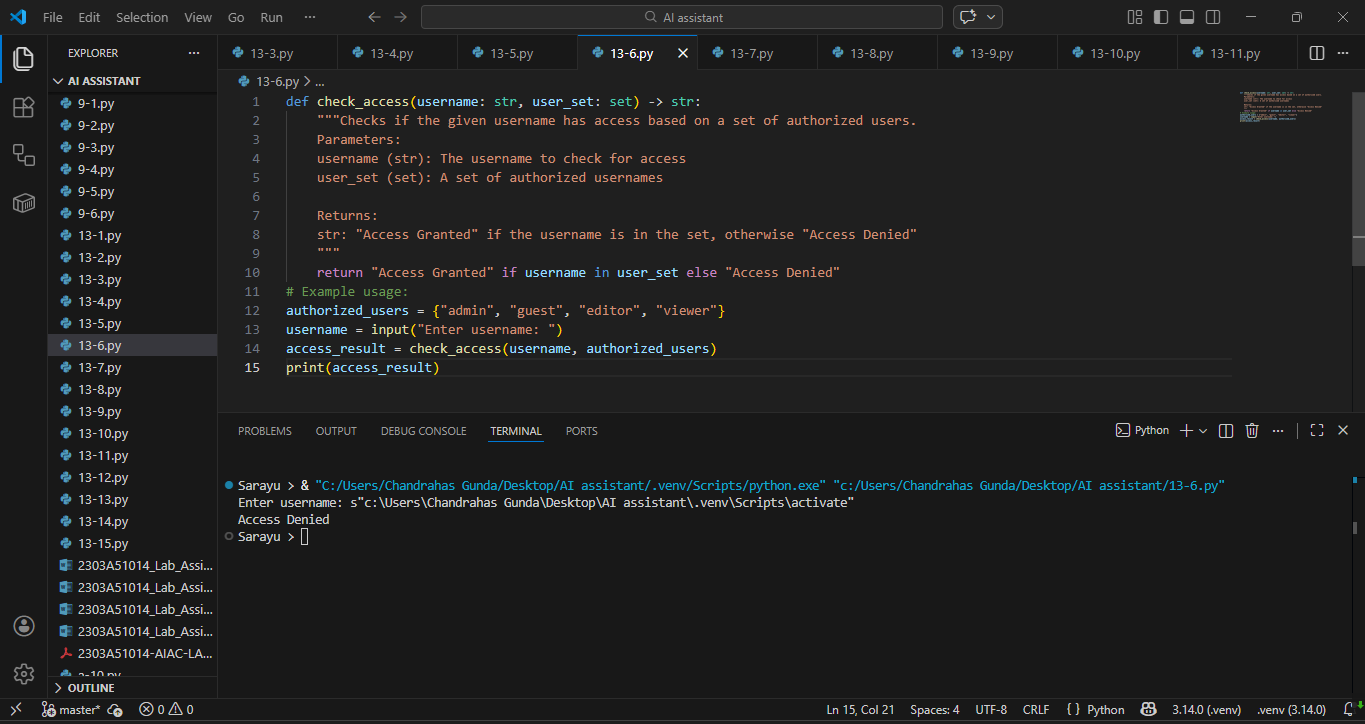 File Edit Selection View Go Run ··· AI assistant
EXPLORER ···
AI ASSISTANT
9-1.py
9-2.py
9-3.py
9-4.py
9-5.py
9-6.py
13-1.py
13-2.py
13-3.py
13-4.py
13-5.py
13-6.py
13-7.py
13-8.py
13-9.py
13-10.py
13-11.py
13-12.py
13-13.py
13-14.py
13-15.py
2303A51014_Lab_Assi...
2303A51014_Lab_Assi...
2303A51014_Lab_Assi...
2303A51014_Lab_Assi...
2303A51014-AIAC-LA...
OUTLINE
13-3.py 13-4.py 13-5.py 13-6.py 13-7.py 13-8.py 13-9.py 13-10.py 13-11.py ···
13-6.py > ...
1 def check_access(username: str, user_set: set) -> str:
2 """Checks if the given username has access based on a set of authorized users.
3 Parameters:
4 username (str): The username to check for access
5 user_set (set): A set of authorized usernames
6
7 Returns:
8 str: "Access Granted" if the username is in the set, otherwise "Access Denied"
9 """
10 return "Access Granted" if username in user_set else "Access Denied"
11 # Example usage:
12 authorized_users = {"admin", "guest", "editor", "viewer"}
13 username = input("Enter username: ")
14 access_result = check_access(username, authorized_users)
15 print(access_result)
PROBLEMS OUTPUT DEBUG CONSOLE TERMINAL PORTS Python ···
Sarayu > & "C:/Users/Chandrahas Gunda/Desktop/AI assistant/.venv/Scripts/python.exe" "c:/Users/Chandrahas Gunda/Desktop/AI assistant/13-6.py"
Enter username: s"c:\Users\Chandrahas Gunda\Desktop\AI assistant\.venv\Scripts\activate"
Access Denied
Sarayu >
master* 0 0 Ln 15, Col 21 Spaces: 4 UTF-8 CRLF { } Python 3.14.0 (.venv) .venv (3.14.0)